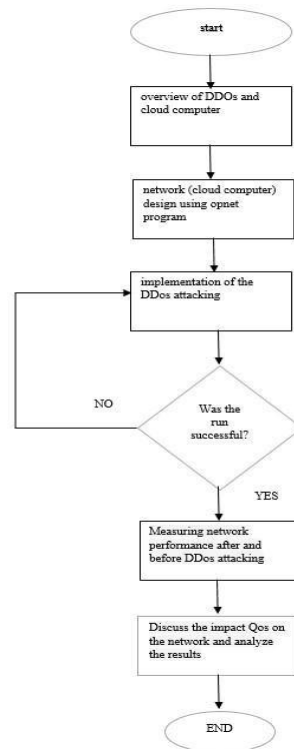 start
overview of DDOs and
cloud computer
network (cloud computer)
design using opnet
program
implementation of the
DDos attacking
NO
Was the
run
successful?
YES
Measuring network
performance after and
before DDos attacking
Discuss the impact Qos on
the network and analyze
the results
END